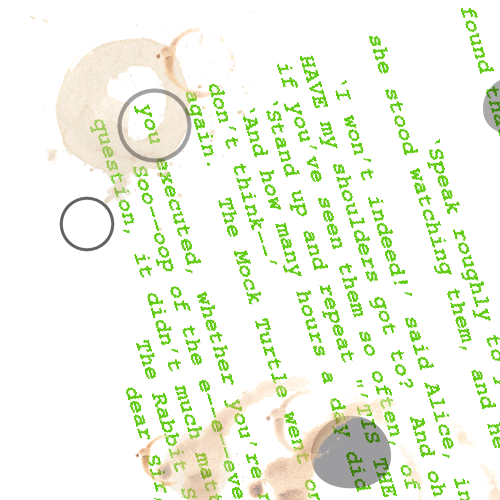 found
`Speak roughly to
she stood watching them, and he
`I won't indeed!' said Alice, in
HAVE my shoulders got to? And oh
if you've seen them so often, of
`Stand up and repeat "'TIS THE
`And how many hours a day did
don't think--'
again. The Mock Turtle went o
you executed, whether you're
soo--oop of the e--e--eve
question, it didn't much matt
The Rabbit S
dear Sir,